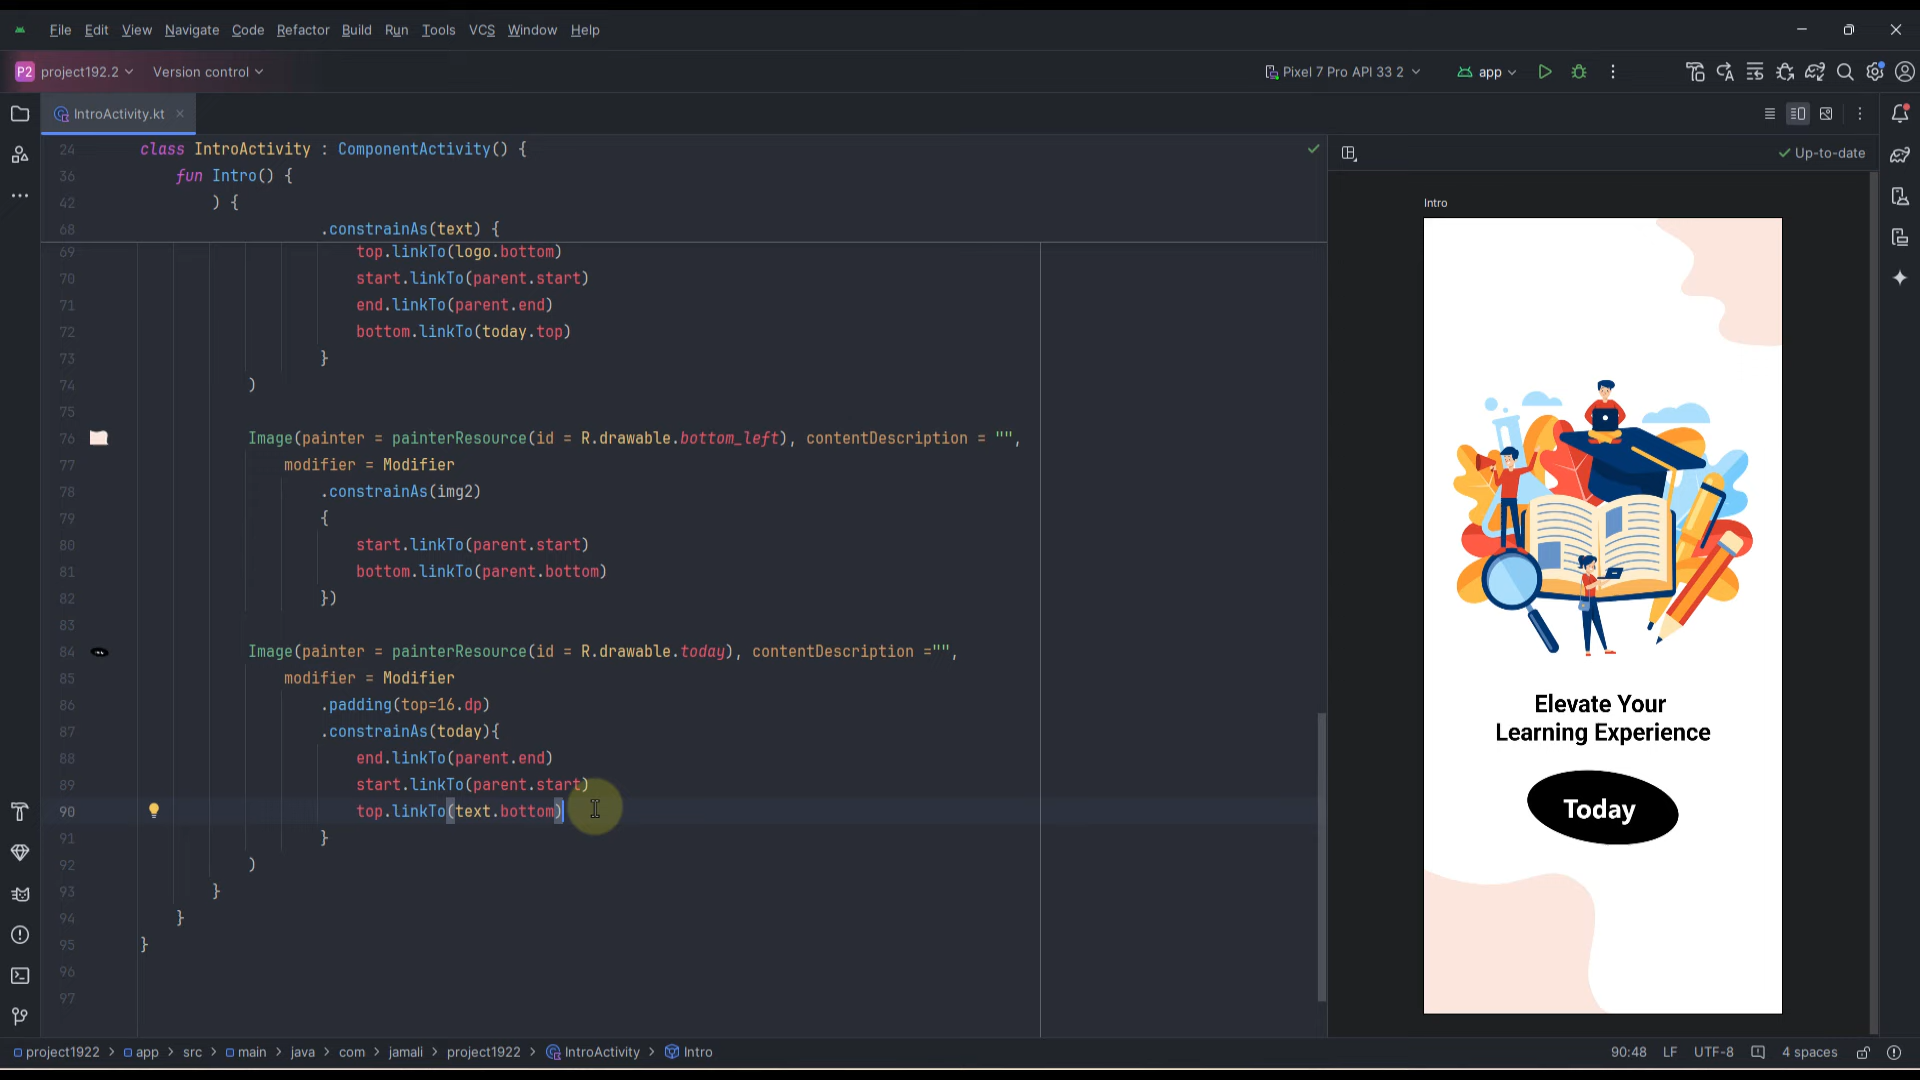 File Edit View Navigate Code Refactor Build Run Tools VCS Window Help
P2 project192.2 Version control Pixel 7 Pro API 33 2 app
IntroActivity.kt
24 class IntroActivity : ComponentActivity() {
36 fun Intro() {
42 ) {
68 .constrainAs(text) {
69 top.linkTo(logo.bottom)
70 start.linkTo(parent.start)
71 end.linkTo(parent.end)
72 bottom.linkTo(today.top)
73 }
74 )
75
76 Image(painter = painterResource(id = R.drawable.bottom_left), contentDescription = "",
77 modifier = Modifier
78 .constrainAs(img2)
79 {
80 start.linkTo(parent.start)
81 bottom.linkTo(parent.bottom)
82 })
83
84 Image(painter = painterResource(id = R.drawable.today), contentDescription ="",
85 modifier = Modifier
86 .padding(top=16.dp)
87 .constrainAs(today){
88 end.linkTo(parent.end)
89 start.linkTo(parent.start)
90 top.linkTo(text.bottom)
91 }
92 )
93 }
94 }
95 }
96
97
Up-to-date
Intro
Elevate Your
Learning Experience
Today
project1922 > app > src > main > java > com > jamali > project1922 > IntroActivity > Intro 90:48 LF UTF-8 4 spaces